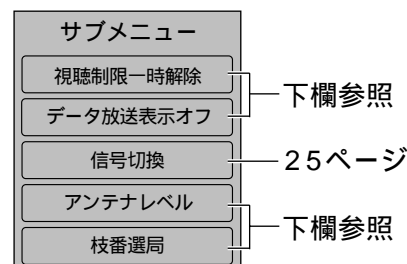 サブメニュー
視聴制限一時解除
データ放送表示オフ
下欄参照
信号切換
25ページ
アンテナレベル
枝番選局
下欄参照